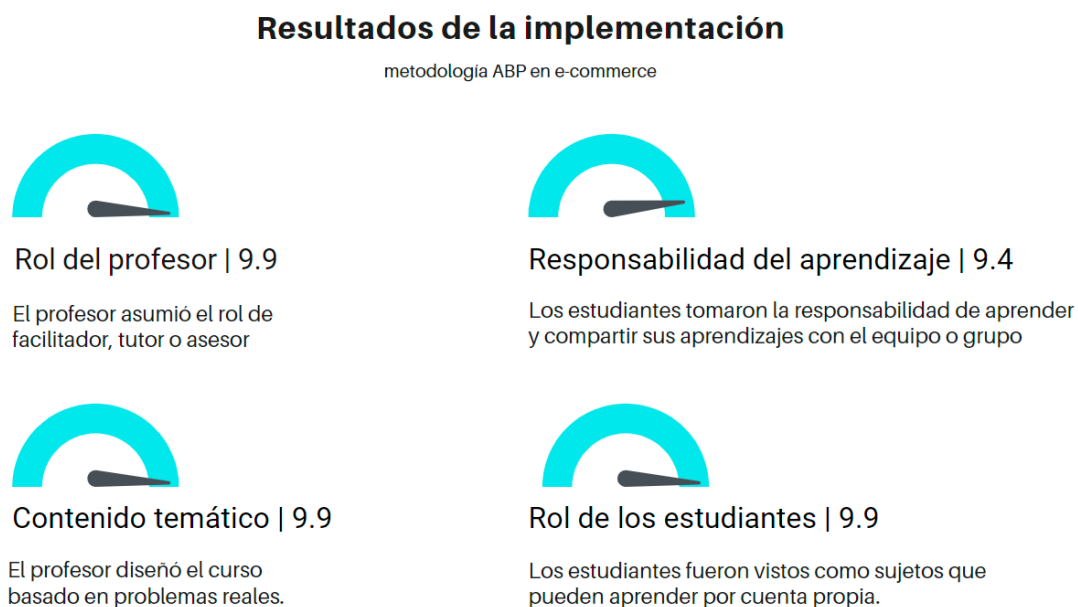 Resultados de la implementación
metodología ABP en e-commerce
Rol del profesor | 9.9
El profesor asumió el rol de
facilitador, tutor o asesor
Responsabilidad del aprendizaje | 9.4
Los estudiantes tomaron la responsabilidad de aprender
y compartir sus aprendizajes con el equipo o grupo
Contenido temático | 9.9
El profesor diseñó el curso
basado en problemas reales.
Rol de los estudiantes | 9.9
Los estudiantes fueron vistos como sujetos que
pueden aprender por cuenta propia.